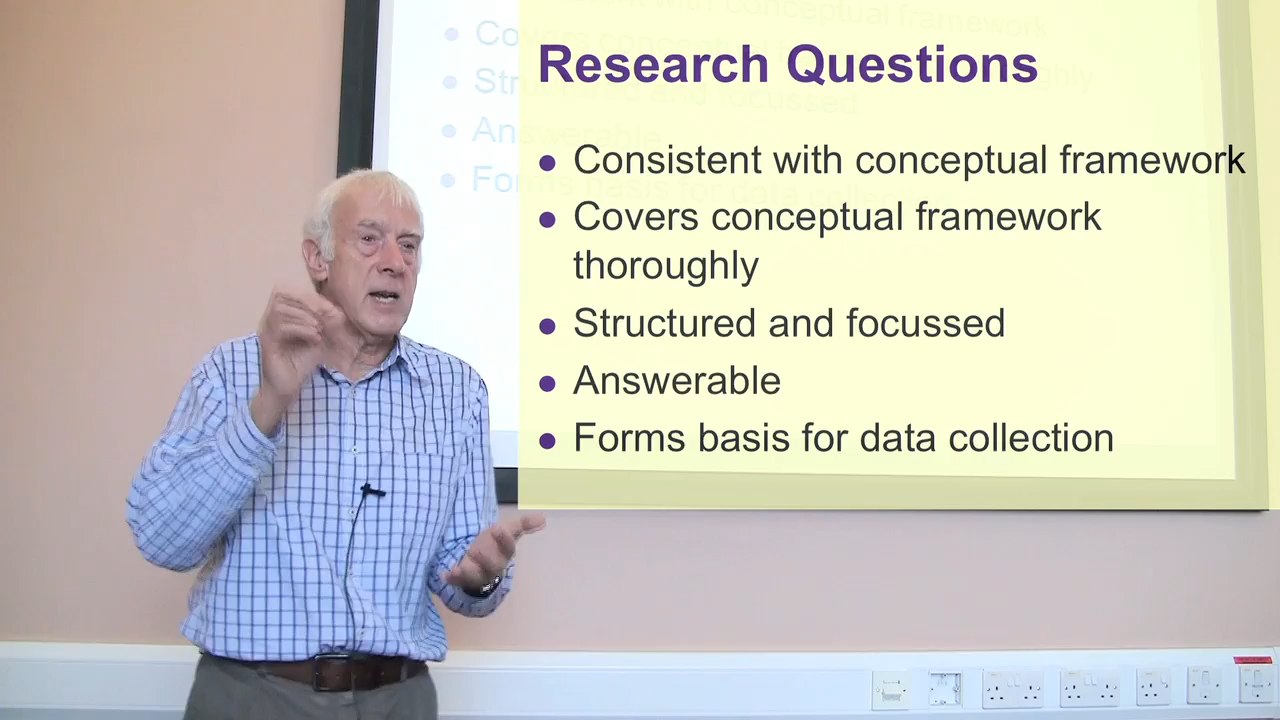 Research Questions
• Consistent with conceptual framework
• Covers conceptual framework
thoroughly
• Structured and focussed
• Answerable
• Forms basis for data collection